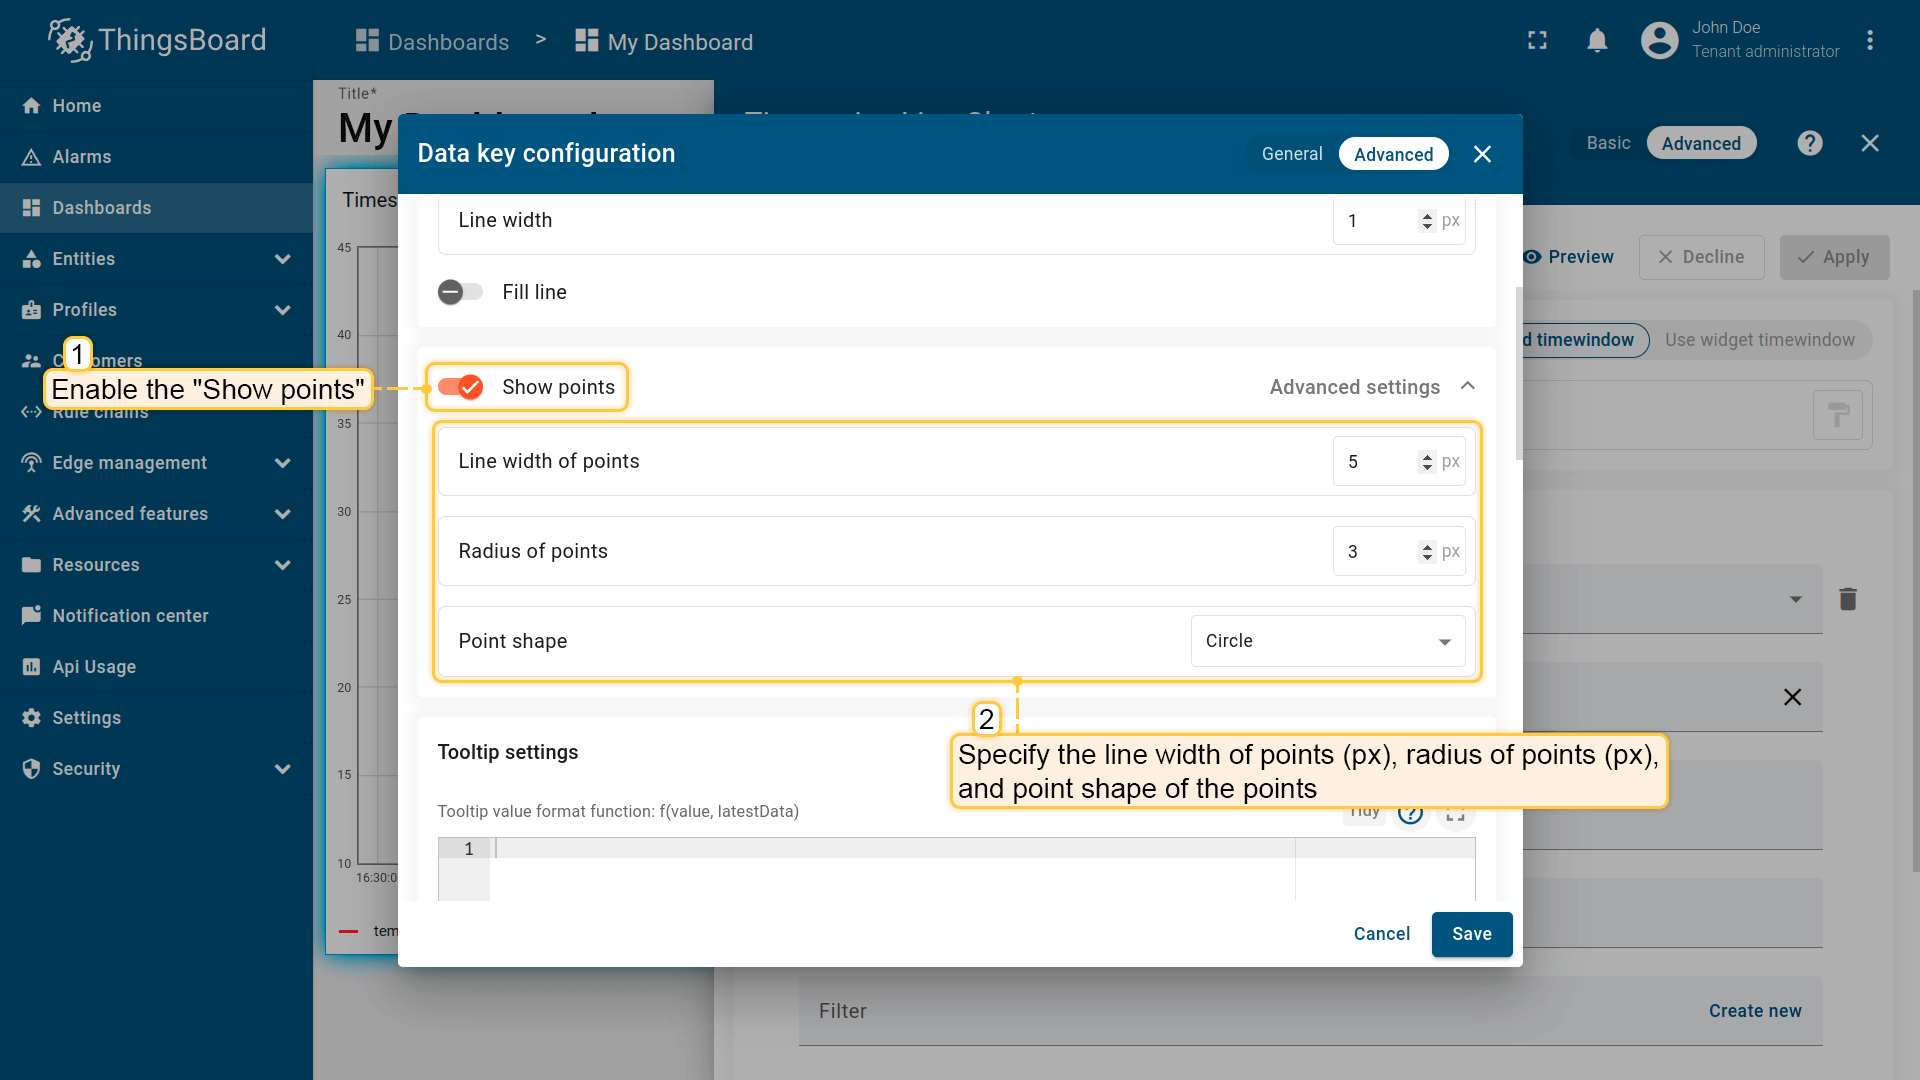 ThingsBoard
Dashboards > My Dashboard
John Doe
Tenant administrator
Home
Alarms
Dashboards
Entities
Profiles
Edge management
Advanced features
Resources
Notification center
Api Usage
Settings
Security
Title*
My
Basic
Advanced
Preview
Decline
Apply
d timewindow
Use widget timewindow
Times
45
40
35
30
25
20
15
10
16:30:0
tem
Data key configuration
General
Advanced
Line width
1
px
Fill line
1
Enable the "Show points"
Show points
Advanced settings
Line width of points
5
px
Radius of points
3
px
Point shape
Circle
2
Specify the line width of points (px), radius of points (px),
and point shape of the points
Tooltip settings
Tooltip value format function: f(value, latestData)
Tidy
1
Cancel
Save
Filter
Create new